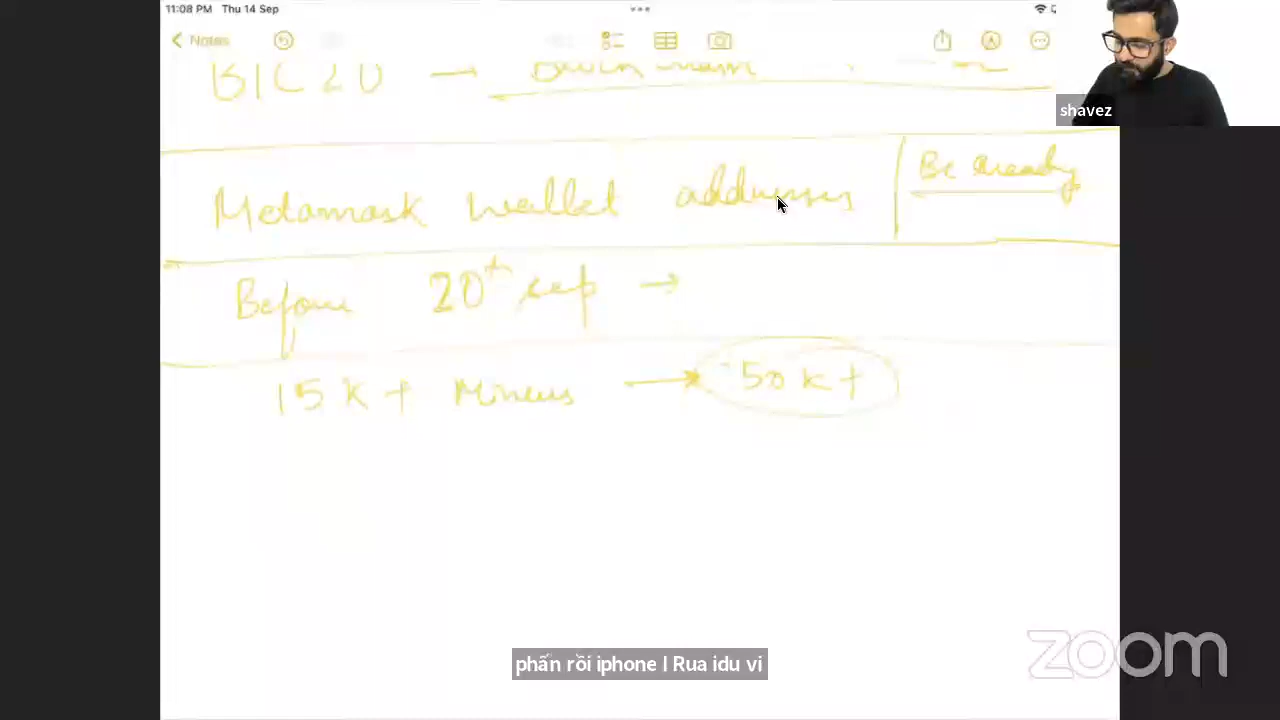 11:08 PM Thu 14 Sep
Notes
shavez
Metamask wallet addresses
Be ready
Before 20th sep →
15 K + Miners → 50 K +
phấn rồi iphone I Rua idu vi
zoom